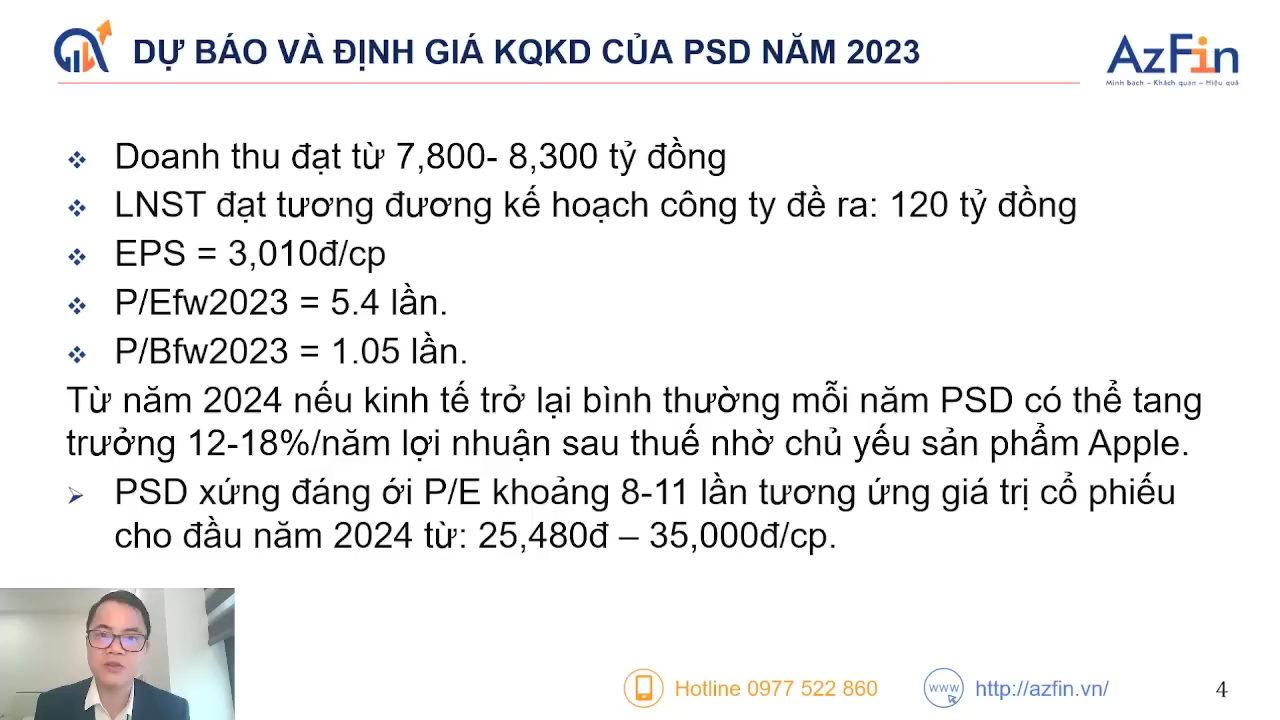 DỰ BÁO VÀ ĐỊNH GIÁ KQKD CỦA PSD NĂM 2023
AzFin
Minh bạch – Khách quan – Hiệu quả
Doanh thu đạt từ 7,800- 8,300 tỷ đồng
LNST đạt tương đương kế hoạch công ty đề ra: 120 tỷ đồng
EPS = 3,010đ/cp
P/Efw2023 = 5.4 lần.
P/Bfw2023 = 1.05 lần.
Từ năm 2024 nếu kinh tế trở lại bình thường mỗi năm PSD có thể tang
trưởng 12-18%/năm lợi nhuận sau thuế nhờ chủ yếu sản phẩm Apple.
PSD xứng đáng ới P/E khoảng 8-11 lần tương ứng giá trị cổ phiếu
cho đầu năm 2024 từ: 25,480đ – 35,000đ/cp.
Hotline 0977 522 860
www
http://azfin.vn/
4